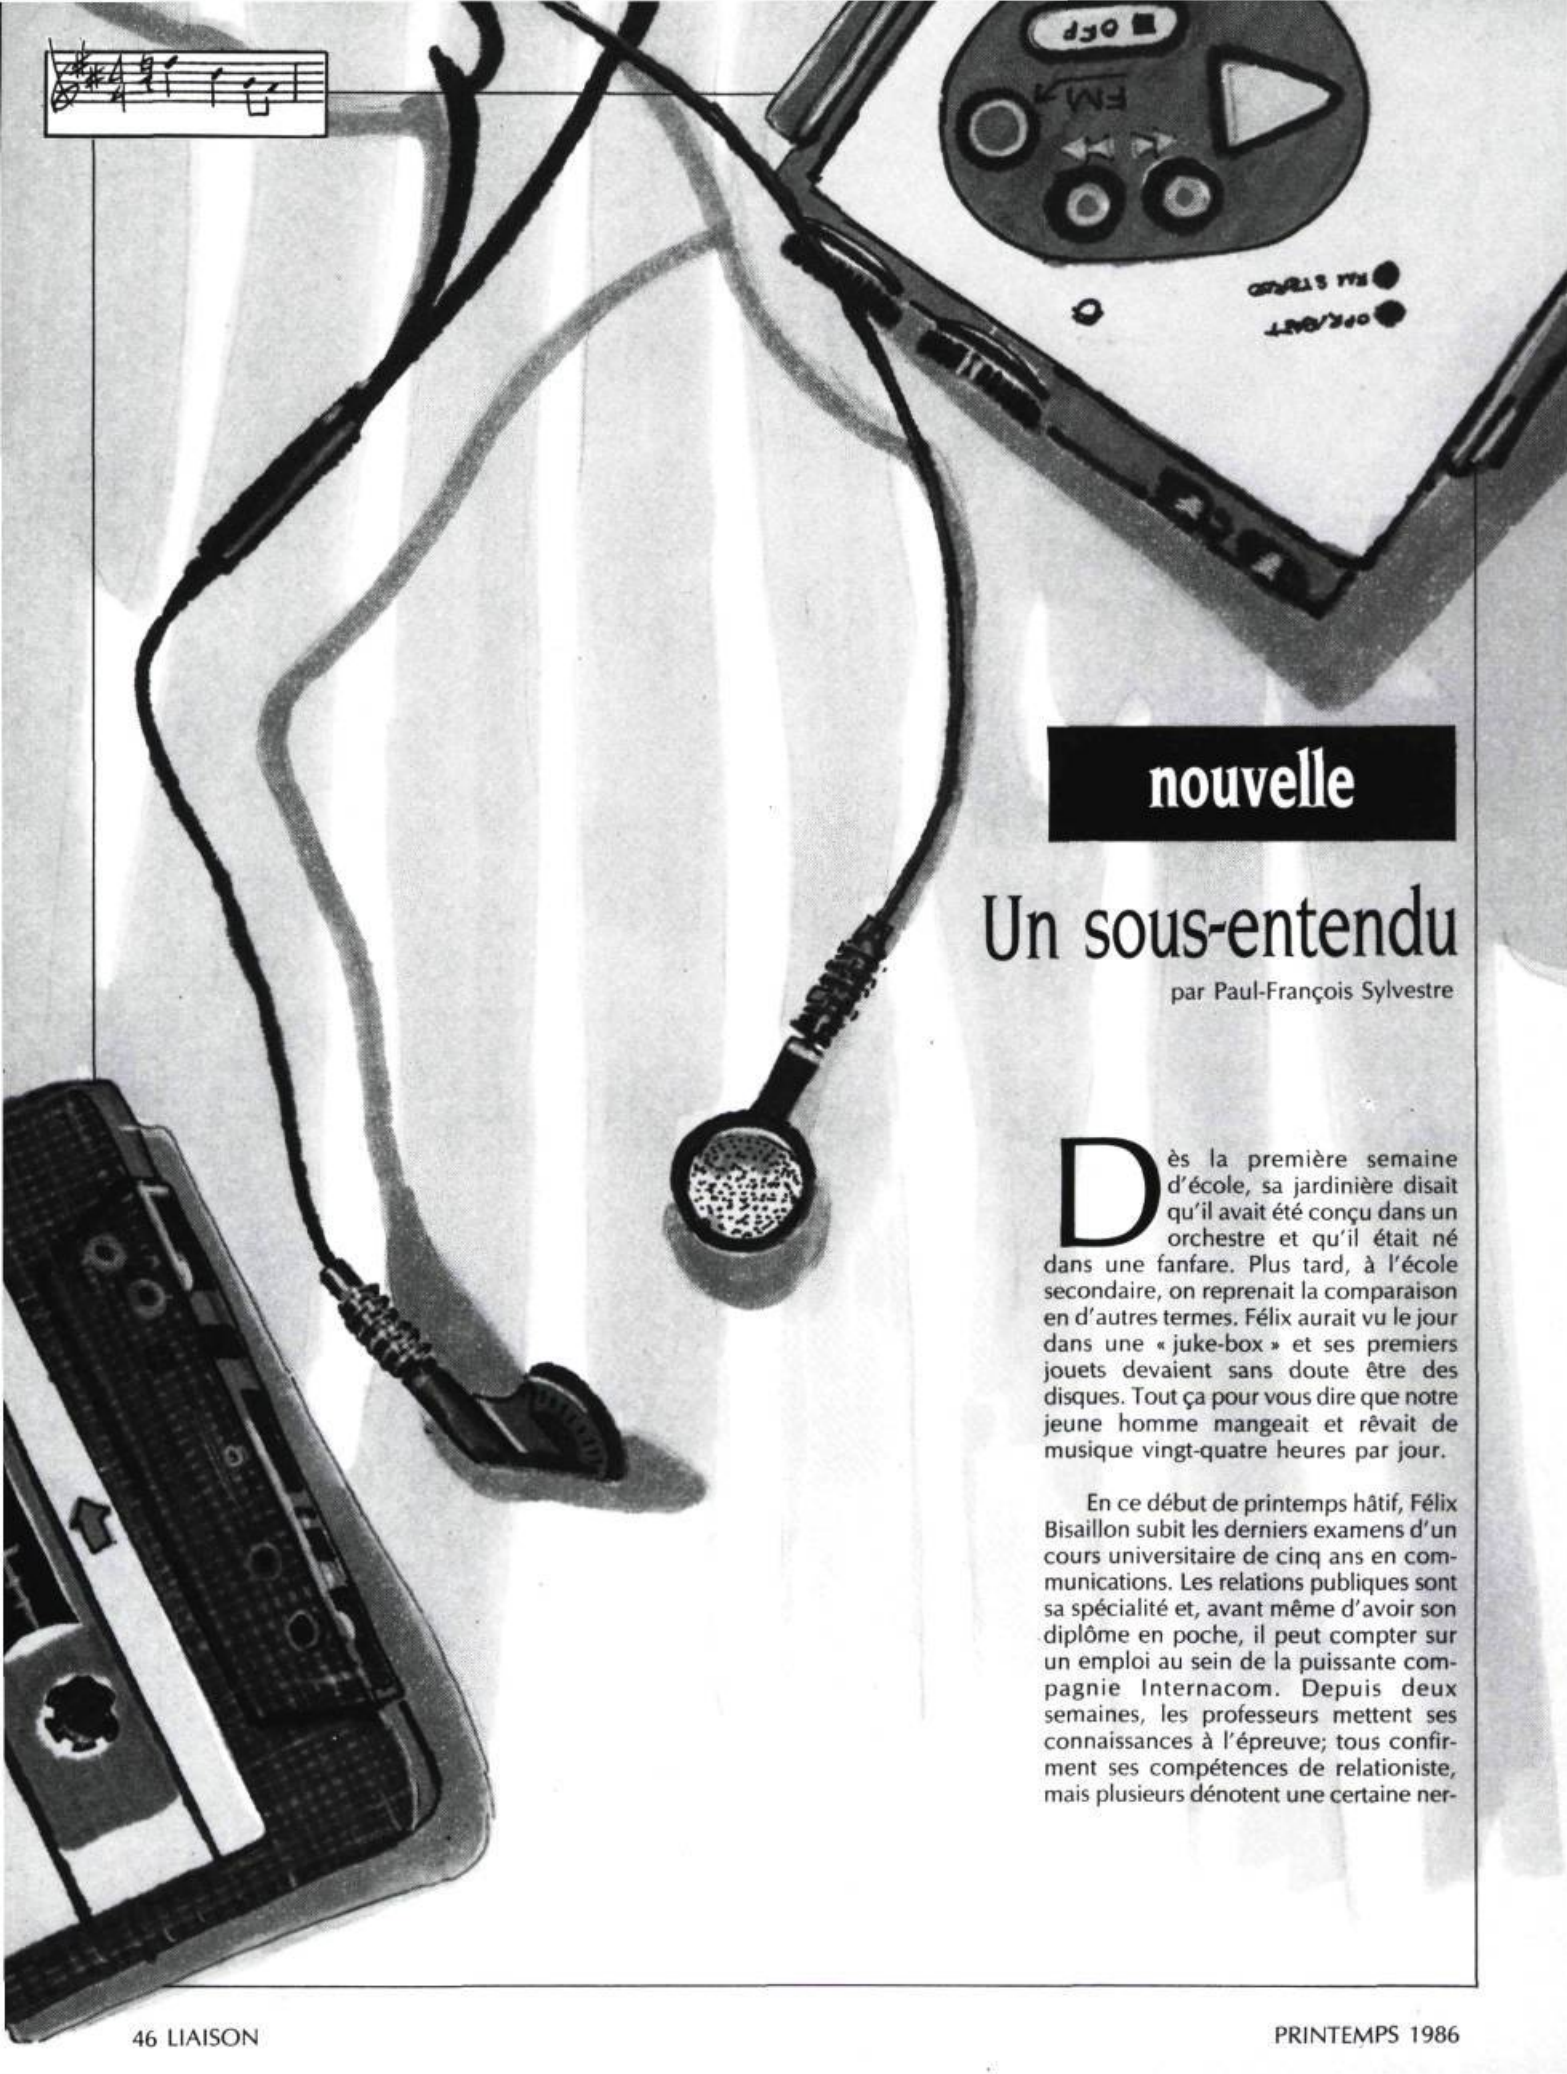 OFF
FM
FM STEREO
OPR/BATT
nouvelle
Un sous-entendu
par Paul-François Sylvestre
Dès la première semaine
d'école, sa jardinière disait
qu'il avait été conçu dans un
orchestre et qu'il était né
dans une fanfare. Plus tard, à l'école
secondaire, on reprenait la comparaison
en d'autres termes. Félix aurait vu le jour
dans une « juke-box » et ses premiers
jouets devaient sans doute être des
disques. Tout ça pour vous dire que notre
jeune homme mangeait et rêvait de
musique vingt-quatre heures par jour.
En ce début de printemps hâtif, Félix
Bisaillon subit les derniers examens d'un
cours universitaire de cinq ans en com-
munications. Les relations publiques sont
sa spécialité et, avant même d'avoir son
diplôme en poche, il peut compter sur
un emploi au sein de la puissante com-
pagnie Internacom. Depuis deux
semaines, les professeurs mettent ses
connaissances à l'épreuve; tous confir-
ment ses compétences de relationiste,
mais plusieurs dénotent une certaine ner-
46 LIAISON
PRINTEMPS 1986